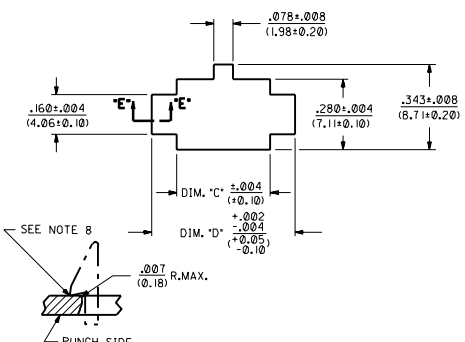 .078±.008
(1.98±0.20)
"E" "E"
.160±.004
(4.06±0.10)
.280±.004
(7.11±0.10)
.343±.008
(8.71±0.20)
DIM. "C" ±.004
(±0.10)
DIM. "D" +.002
-.004
(+0.05
-0.10)
SEE NOTE 8
.007
(0.18) R.MAX.
PUNCH SIDE